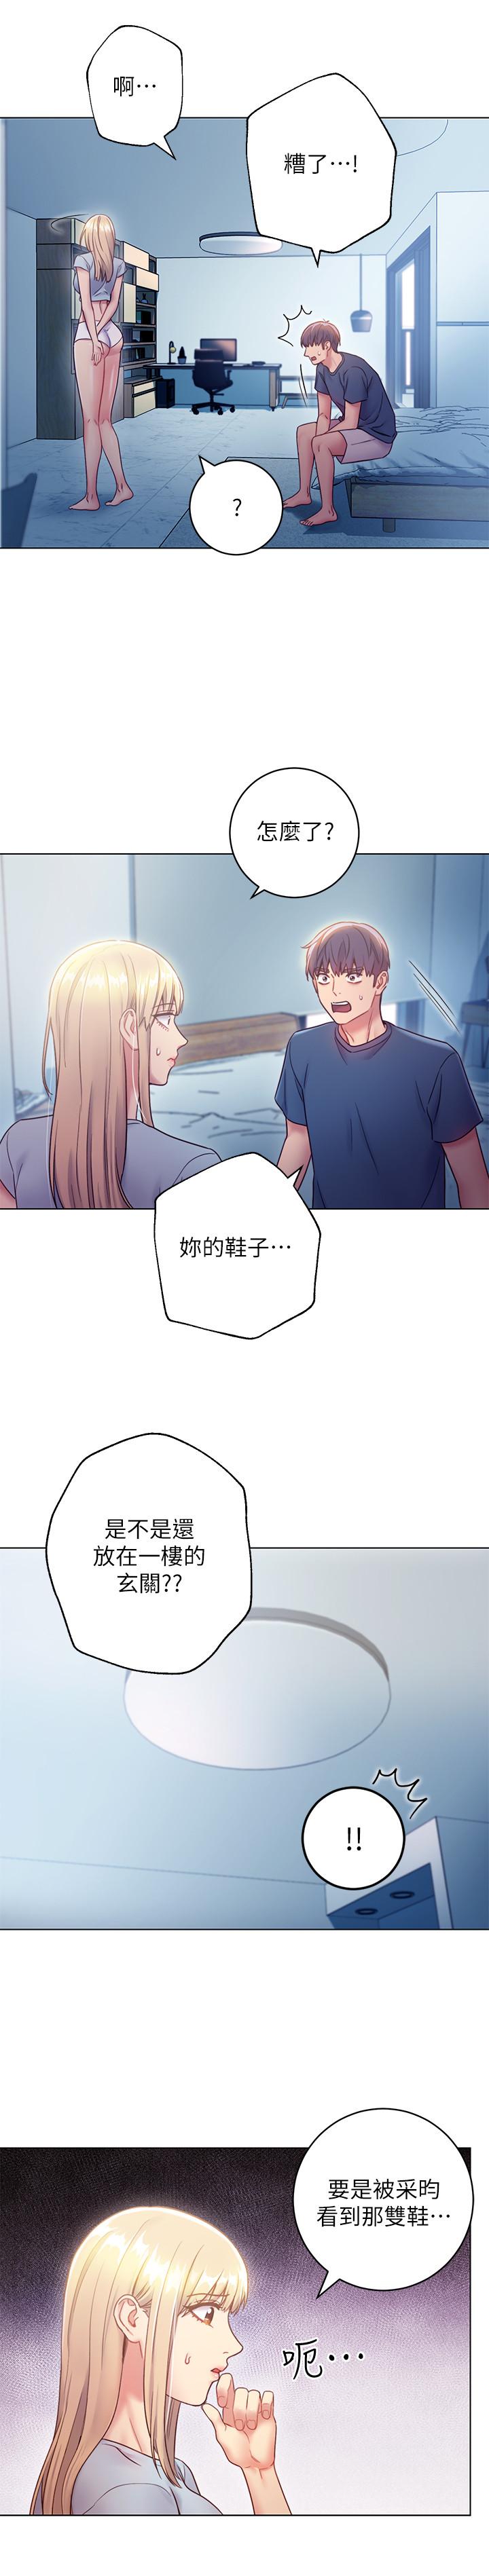 啊…
糟了…!
?
怎麼了?
妳的鞋子…
是不是還
放在一樓的
玄關??
!!
要是被采昀
看到那雙鞋…
呃…